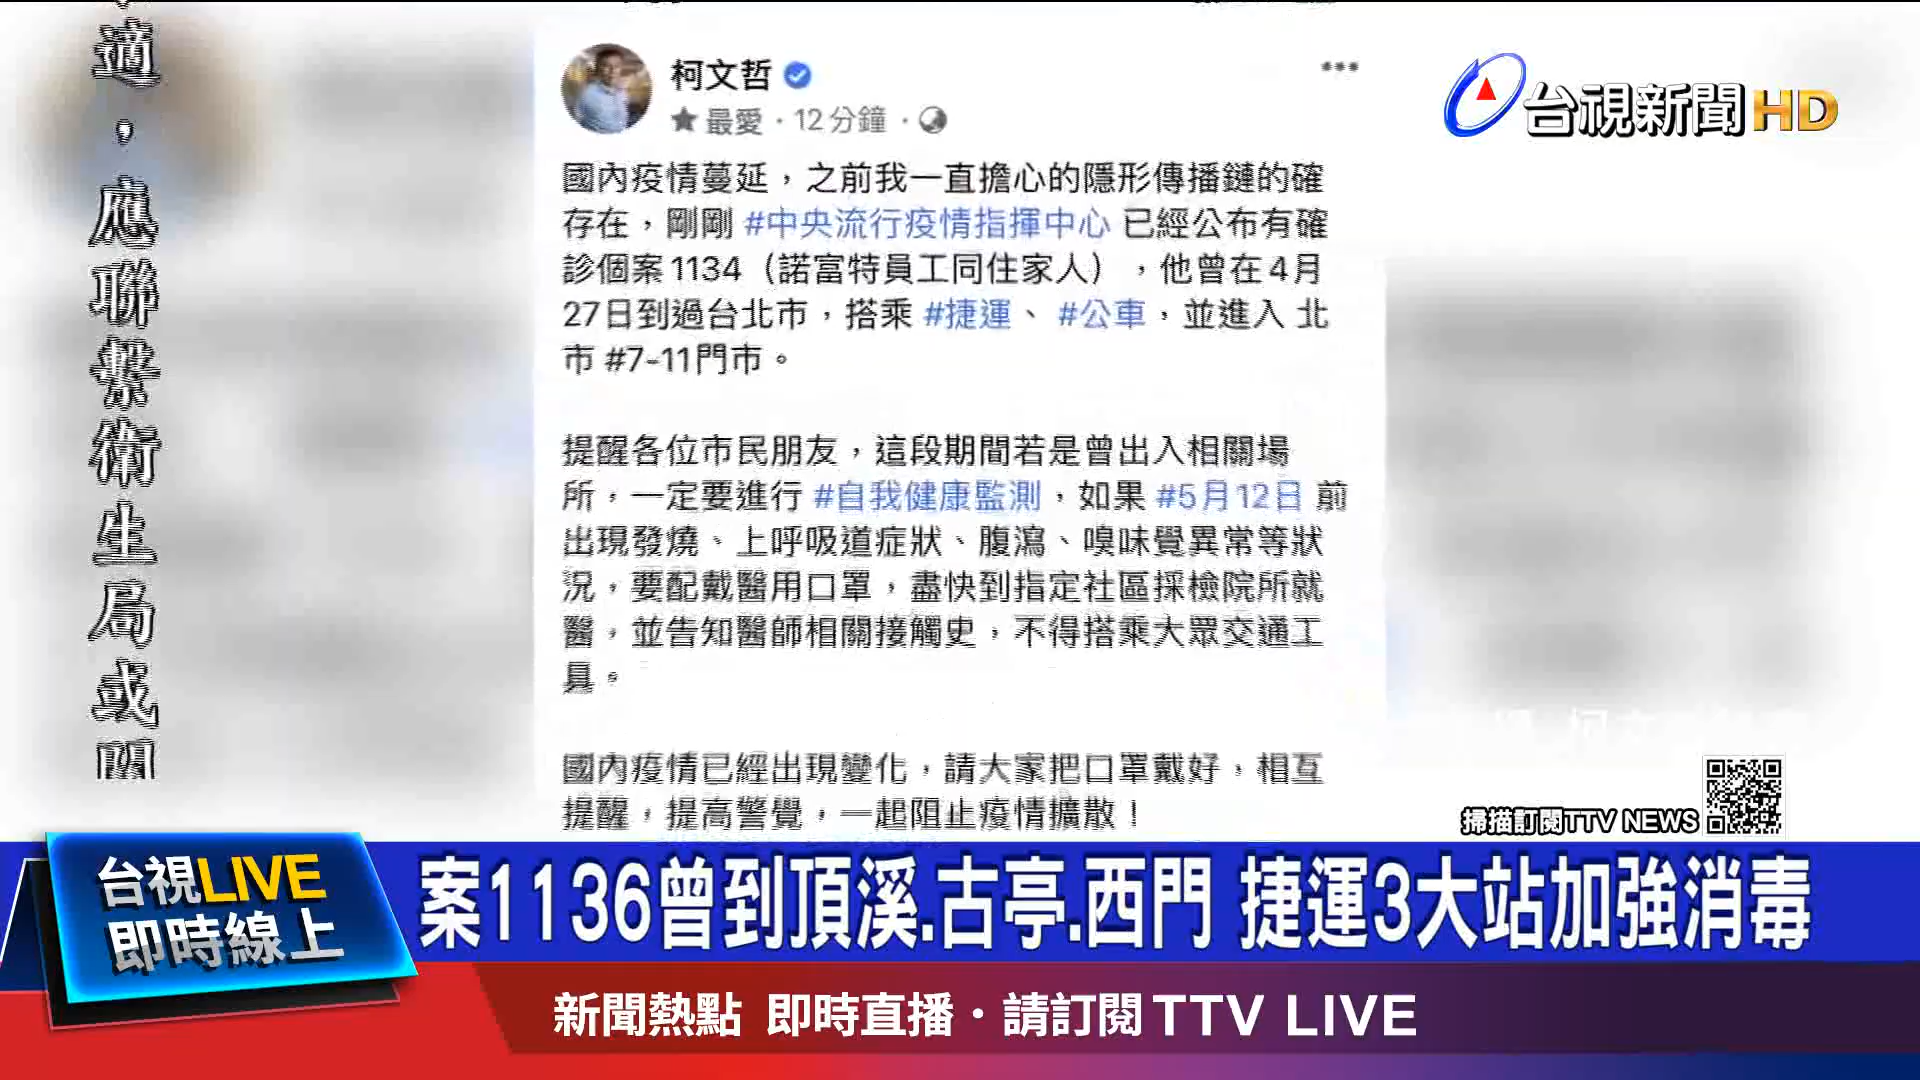 適，應聯繫衛生局或
柯文哲
最愛・12分鐘・
國內疫情蔓延，之前我一直擔心的隱形傳播鏈的確
存在，剛剛 #中央流行疫情指揮中心 已經公布有確
診個案1134（諾富特員工同住家人），他曾在4月
27日到過台北市，搭乘 #捷運、 #公車，並進入 北
市 #7-11門市。
提醒各位市民朋友，這段期間若是曾出入相關場
所，一定要進行 #自我健康監測，如果 #5月12日 前
出現發燒、上呼吸道症狀、腹瀉、嗅味覺異常等狀
況，要配戴醫用口罩，盡快到指定社區採檢院所就
醫，並告知醫師相關接觸史，不得搭乘大眾交通工
具。
國內疫情已經出現變化，請大家把口罩戴好，相互
提醒，提高警覺，一起阻止疫情擴散！
台視新聞HD
掃描訂閱TTV NEWS
台視LIVE
即時線上
案1136曾到頂溪.古亭.西門 捷運3大站加強消毒
新聞熱點 即時直播・請訂閱TTV LIVE